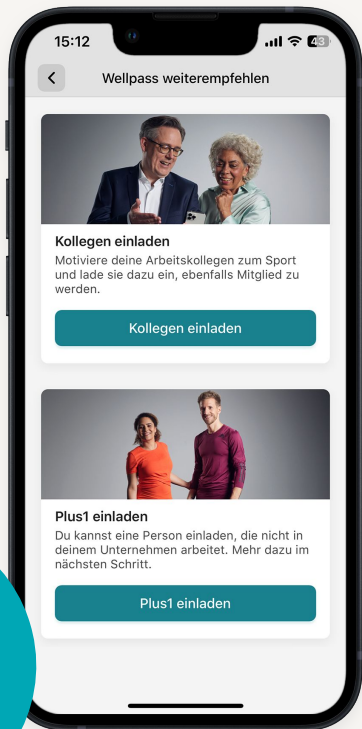 15:12
43
Wellpass weiterempfehlen
Kollegen einladen
Motiviere deine Arbeitskollegen zum Sport
und lade sie dazu ein, ebenfalls Mitglied zu
werden.
Kollegen einladen
Plus1 einladen
Du kannst eine Person einladen, die nicht in
deinem Unternehmen arbeitet. Mehr dazu im
nächsten Schritt.
Plus1 einladen